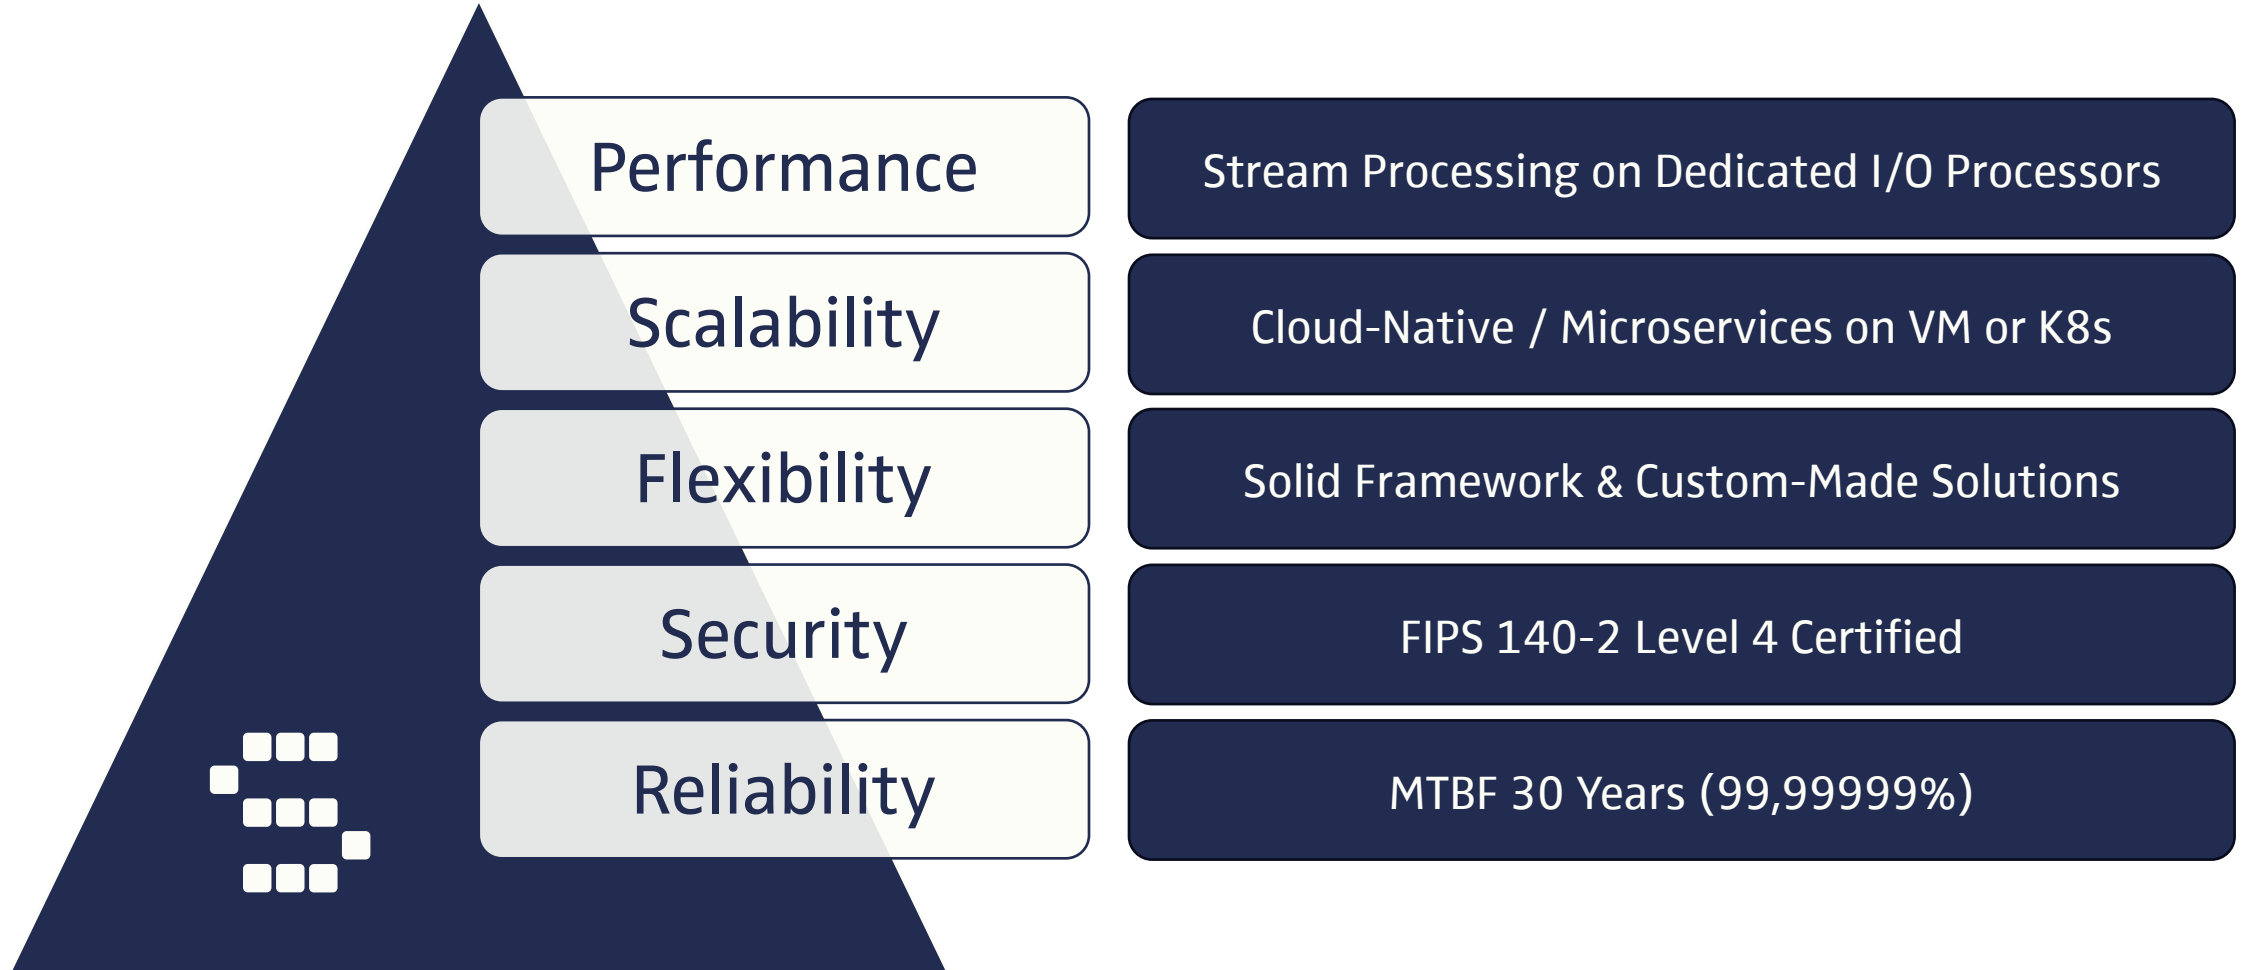 Performance
Stream Processing on Dedicated I/O Processors
Scalability
Cloud-Native / Microservices on VM or K8s
Flexibility
Solid Framework & Custom-Made Solutions
Security
FIPS 140-2 Level 4 Certified
Reliability
MTBF 30 Years (99,99999%)